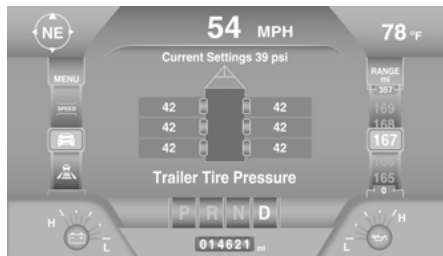 NE
54 MPH
78 °F
Current Settings 39 psi
MENU
RANGE
mi
357
SPEED
42 42
42 42
42 42
169
168
167
165
0
Trailer Tire Pressure
P R N D
014621 mi
H
L
H
L